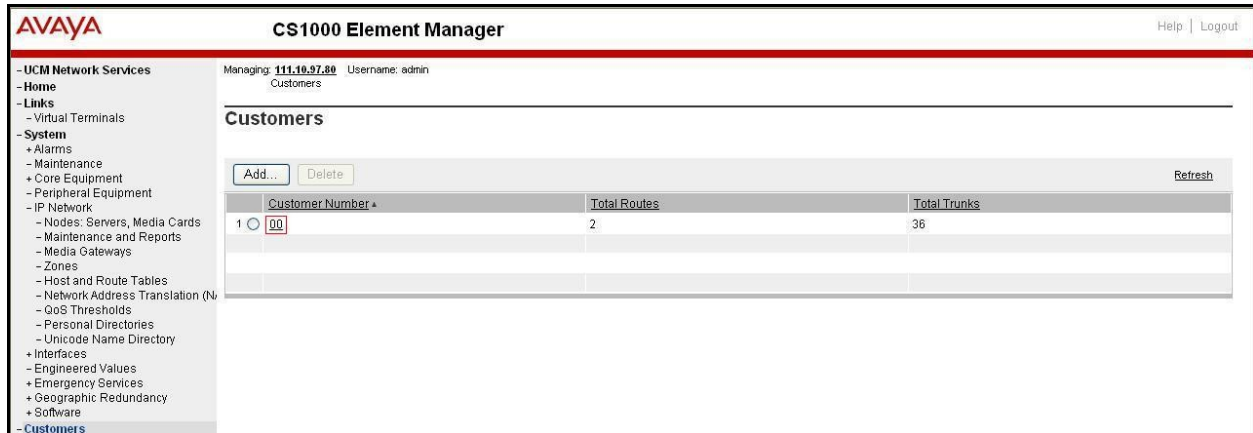 AVAYA
CS1000 Element Manager
Help | Logout
- UCM Network Services
- Home
- Links
- Virtual Terminals
- System
+ Alarms
- Maintenance
+ Core Equipment
- Peripheral Equipment
- IP Network
- Nodes: Servers, Media Cards
- Maintenance and Reports
- Media Gateways
- Zones
- Host and Route Tables
- Network Address Translation (N
- QoS Thresholds
- Personal Directories
- Unicode Name Directory
+ Interfaces
- Engineered Values
+ Emergency Services
+ Geographic Redundancy
+ Software
- Customers
Managing: 111.10.97.80 Username: admin
Customers
Customers
Add... Delete Refresh
Customer Number Total Routes Total Trunks
1 00 2 36